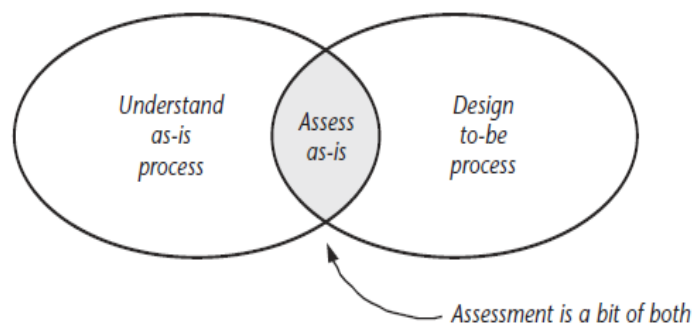 Understand
as-is
process
Assess
as-is
Design
to-be
process
Assessment is a bit of both